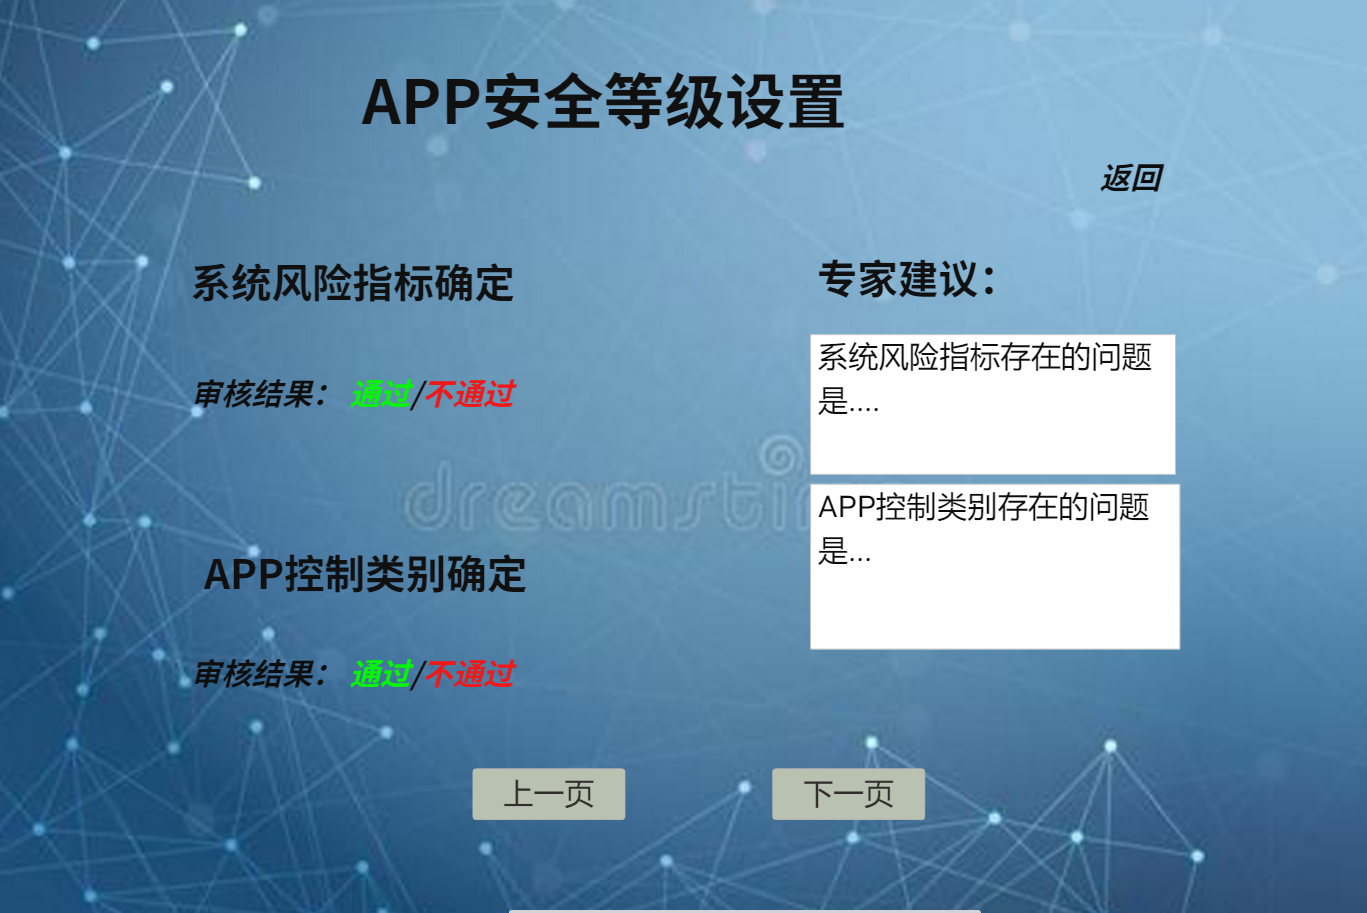 APP安全等级设置
返回
系统风险指标确定
专家建议：
系统风险指标存在的问题
是....
审核结果： 通过/不通过
APP控制类别存在的问题
是...
dreamsti
APP控制类别确定
审核结果： 通过/不通过
上一页
下一页